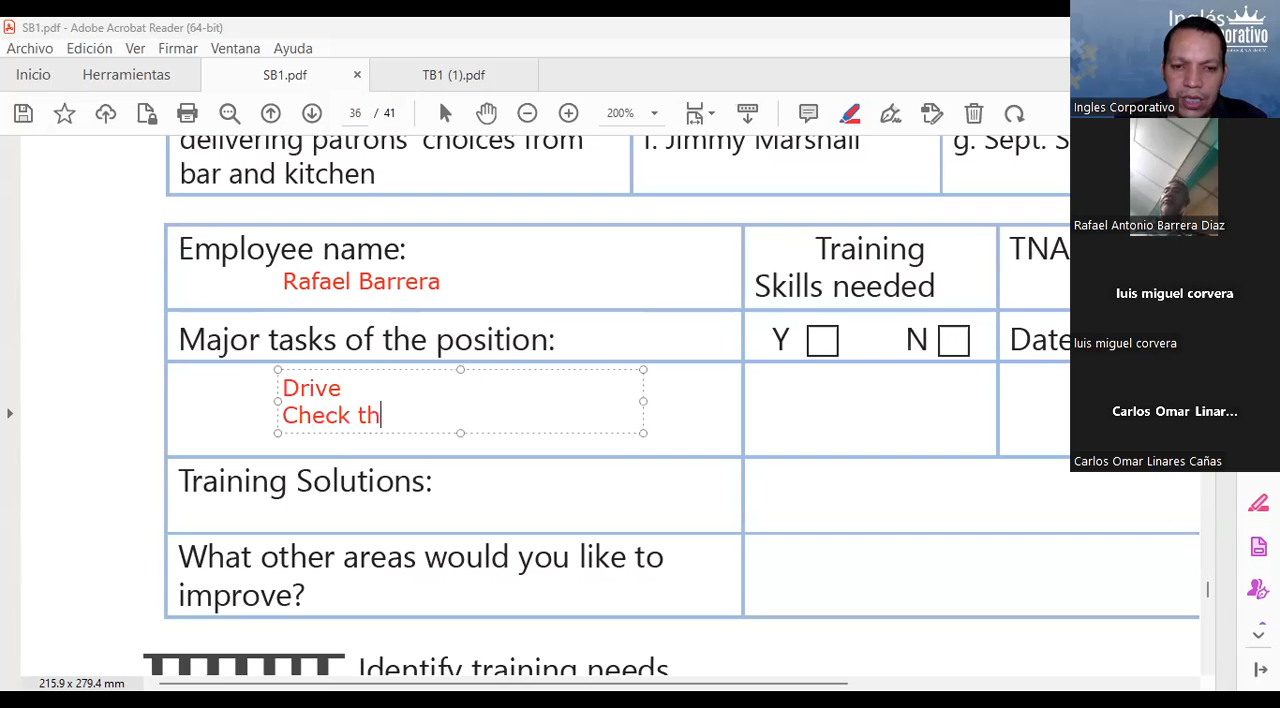 SB1.pdf - Adobe Acrobat Reader (64-bit)
Archivo Edición Ver Firmar Ventana Ayuda
Inicio Herramientas SB1.pdf × TB1 (1).pdf
36 / 41 200%
delivering patrons' choices from
bar and kitchen
f. Jimmy Marshall
g. Sept. 5
Employee name:
Rafael Barrera
Training
Skills needed
TNA
Major tasks of the position:
Y N
Date
Drive
Check th
Training Solutions:
What other areas would you like to
improve?
Identify training needs
215.9 x 279.4 mm
Inglés
Ingles Corporativo
Rafael Antonio Barrera Diaz
luis miguel corvera
luis miguel corvera
Carlos Omar Linar...
Carlos Omar Linares Cañas